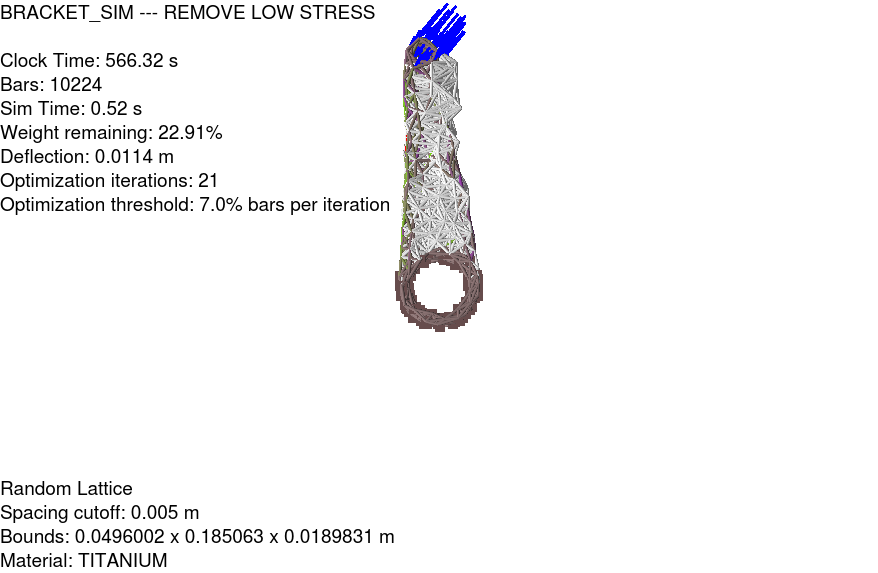 BRACKET_SIM --- REMOVE LOW STRESS
Clock Time: 566.32 s
Bars: 10224
Sim Time: 0.52 s
Weight remaining: 22.91%
Deflection: 0.0114 m
Optimization iterations: 21
Optimization threshold: 7.0% bars per iteration
Random Lattice
Spacing cutoff: 0.005 m
Bounds: 0.0496002 x 0.185063 x 0.0189831 m
Material: TITANIUM